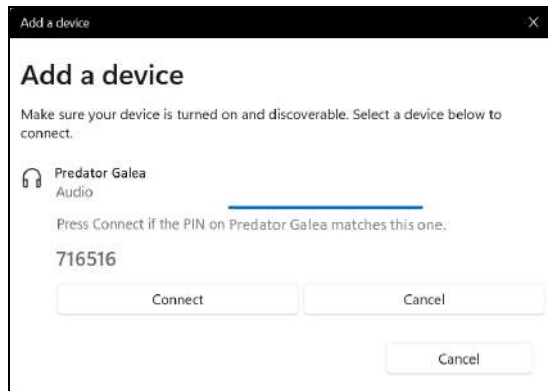 Add a device
Add a device
Make sure your device is turned on and discoverable. Select a device below to
connect.
Predator Galea
Audio
Press Connect if the PIN on Predator Galea matches this one.
716516
Connect
Cancel
Cancel